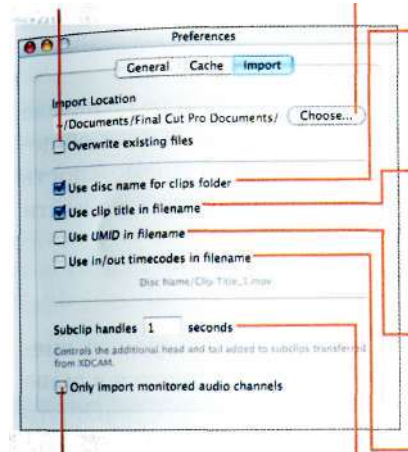 Preferences
General Cache Import
Import Location
~/Documents/Final Cut Pro Documents/ Choose...
Overwrite existing files
Use disc name for clips folder
Use clip title in filename
Use UMID in filename
Use in/out timecodes in filename
Disc Name/Clip Title_1.mov
Subclip handles 1 seconds
Controls the additional head and tail added to subclips transferred
from XDCAM.
Only import monitored audio channels